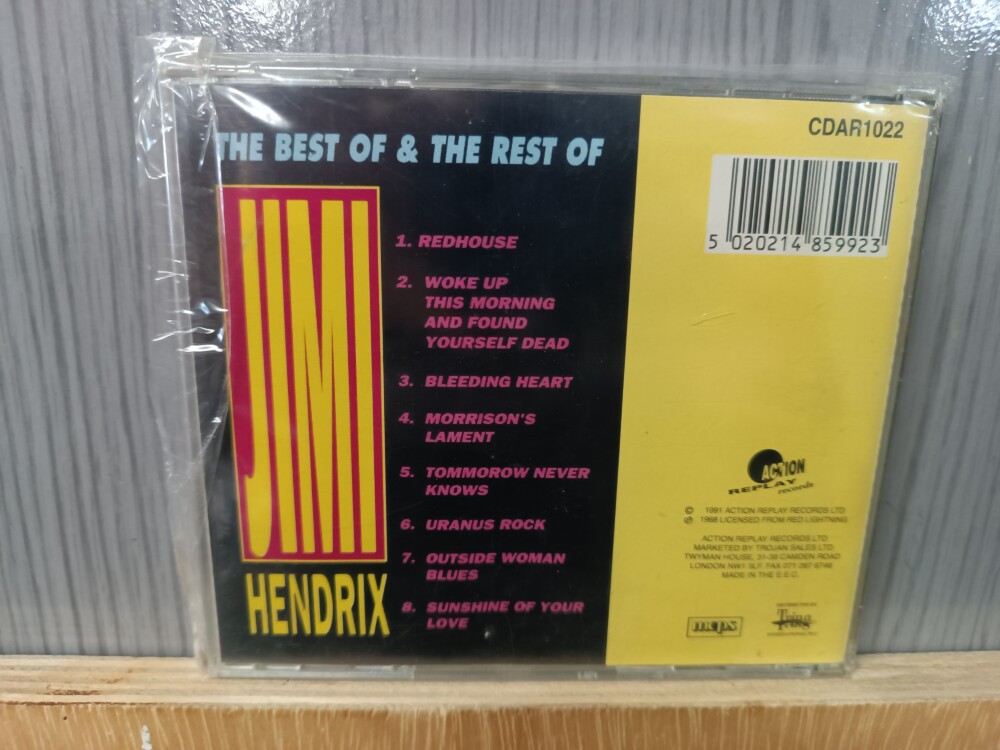 THE BEST OF & THE REST OF
JIMI
HENDRIX
1. REDHOUSE
2. WOKE UP
THIS MORNING
AND FOUND
YOURSELF DEAD
3. BLEEDING HEART
4. MORRISON'S
LAMENT
5. TOMMOROW NEVER
KNOWS
6. URANUS ROCK
7. OUTSIDE WOMAN
BLUES
8. SUNSHINE OF YOUR
LOVE
CDAR1022
5 020214 859923
ACTION
REPLAY records
© 1991 ACTION REPLAY RECORDS LTD
℗ 1988 LICENSED FROM RED LIGHTNING
ACTION REPLAY RECORDS LTD
MARKETED BY TROJAN SALES LTD
TWYMAN HOUSE, 31-39 CAMDEN ROAD
LONDON NW1 9LF. FAX 071 267 6746
MADE IN THE E.E.C.
mcps